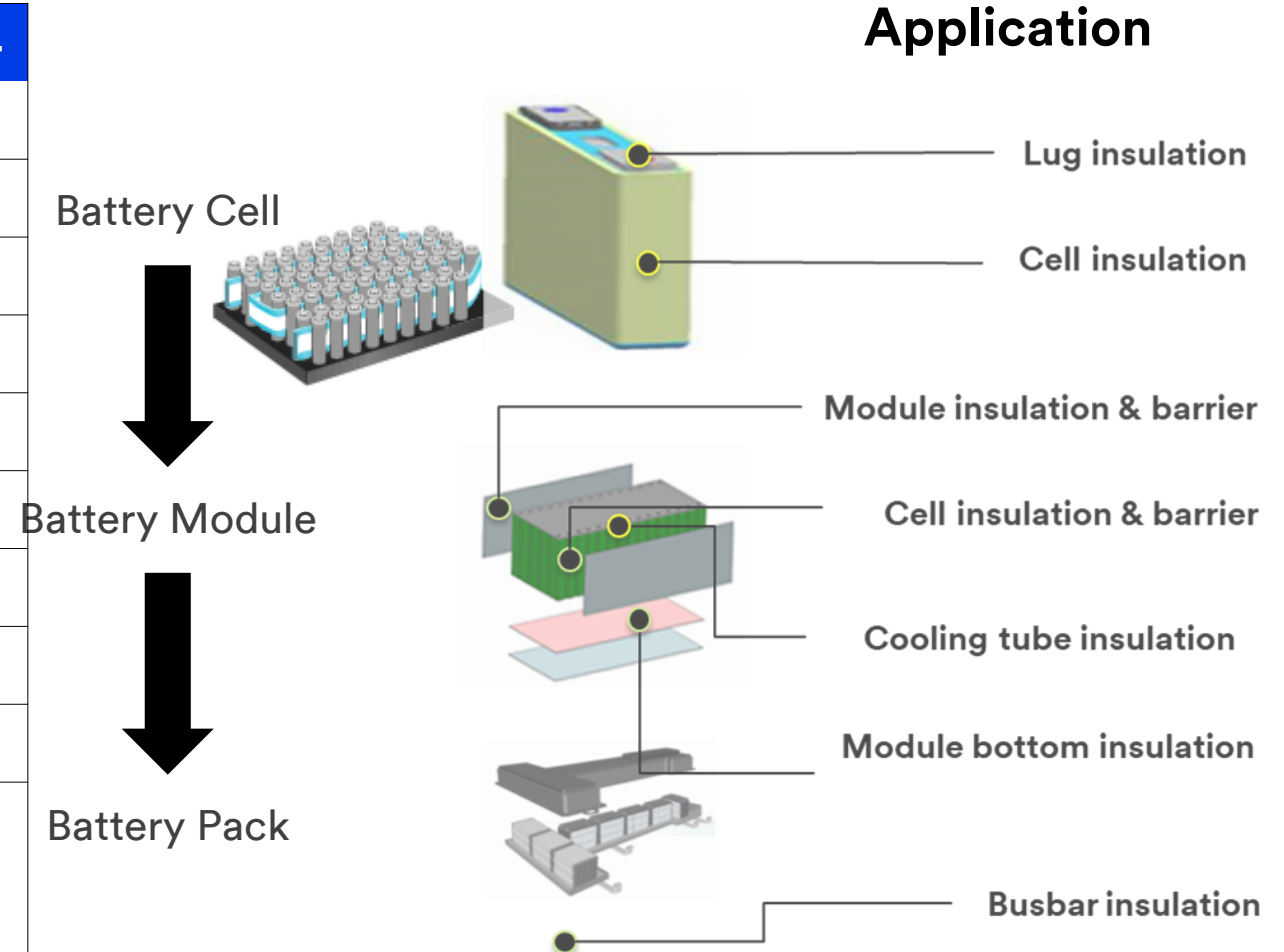 Application
Lug insulation
Battery Cell
Cell insulation
Module insulation & barrier
Battery Module
Cell insulation & barrier
Cooling tube insulation
Module bottom insulation
Battery Pack
Busbar insulation